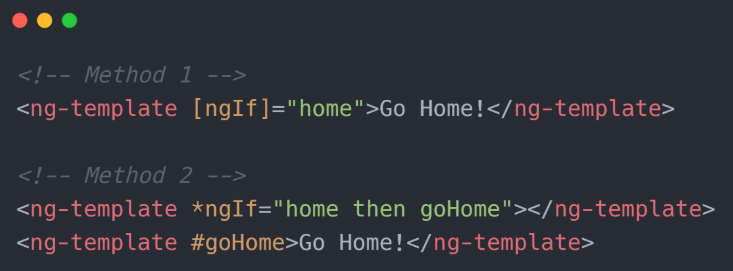 <!-- Method 1 -->
<ng-template [ngIf]="home">Go Home!</ng-template>
<!-- Method 2 -->
<ng-template *ngIf="home then goHome"></ng-template>
<ng-template #goHome>Go Home!</ng-template>